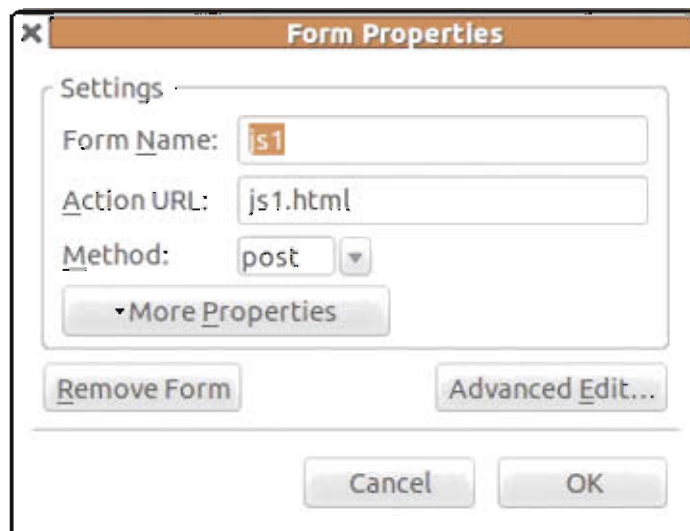 Form Properties
Settings
Form Name: js1
Action URL: js1.html
Method: post
More Properties
Remove Form Advanced Edit...
Cancel OK